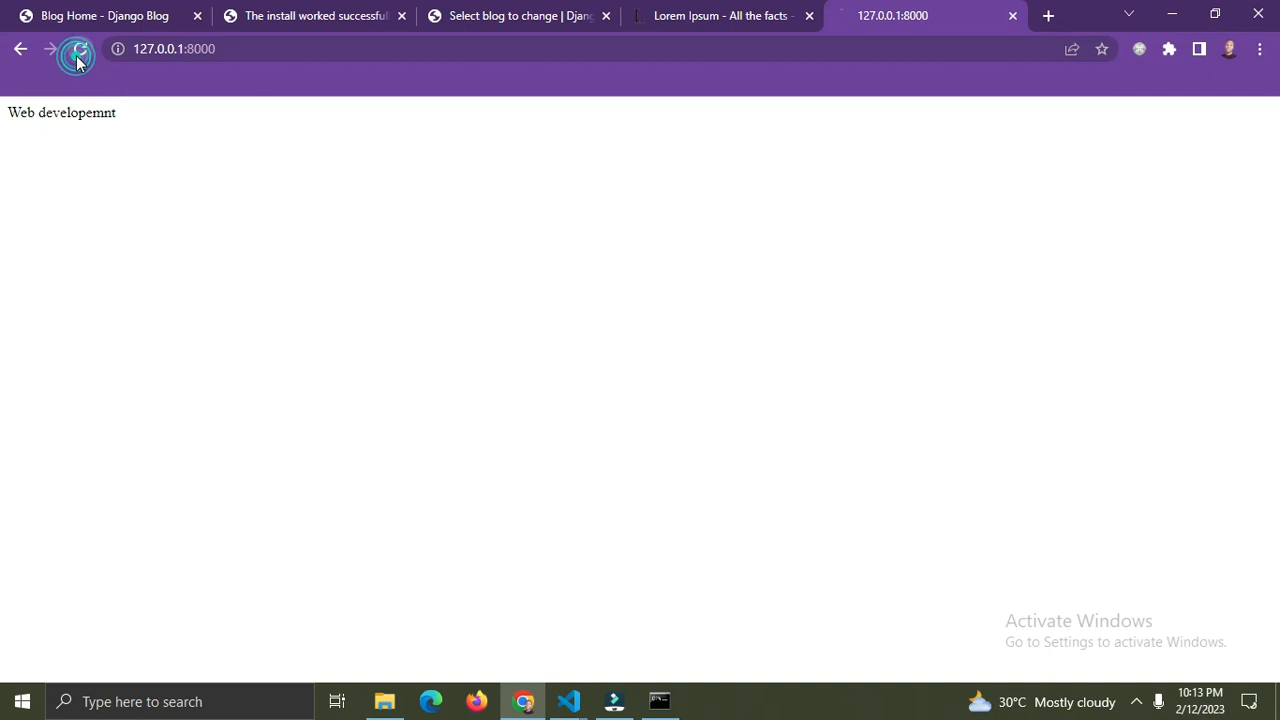 Blog Home - Django Blog
The install worked successful
Select blog to change | Djang
Lorem Ipsum - All the facts -
127.0.0.1:8000
127.0.0.1:8000
Web developemnt
Activate Windows
Go to Settings to activate Windows.
Type here to search
30°C Mostly cloudy
10:13 PM
2/12/2023